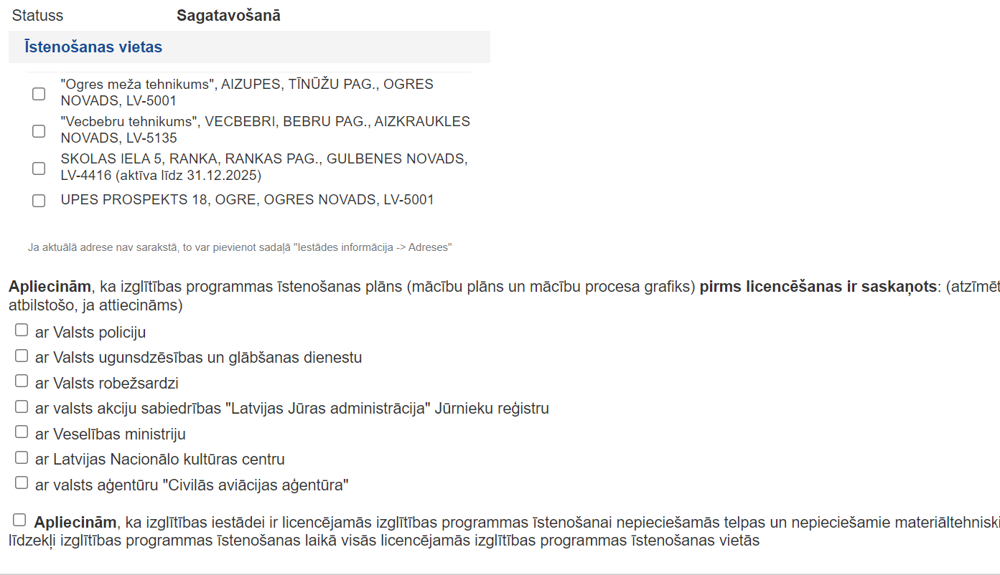 Statuss Sagatavošanā
Īstenošanas vietas
"Ogres meža tehnikums", AIZUPES, TĪNŪŽU PAG., OGRES
NOVADS, LV-5001
"Vecbebru tehnikums", VECBEBRI, BEBRU PAG., AIZKRAUKLES
NOVADS, LV-5135
SKOLAS IELA 5, RANKA, RANKAS PAG., GULBENES NOVADS,
LV-4416 (aktīva līdz 31.12.2025)
UPES PROSPEKTS 18, OGRE, OGRES NOVADS, LV-5001
Ja aktuālā adrese nav sarakstā, to var pievienot sadaļā "Iestādes informācija -> Adreses"
Apliecinām, ka izglītības programmas īstenošanas plāns (mācību plāns un mācību procesa grafiks) pirms licencēšanas ir saskaņots: (atzīmēt
atbilstošo, ja attiecināms)
ar Valsts policiju
ar Valsts ugunsdzēsības un glābšanas dienestu
ar Valsts robežsardzi
ar valsts akciju sabiedrības "Latvijas Jūras administrācija" Jūrnieku reģistru
ar Veselības ministriju
ar Latvijas Nacionālo kultūras centru
ar valsts aģentūru "Civilās aviācijas aģentūra"
Apliecinām, ka izglītības iestādei ir licencējamās izglītības programmas īstenošanai nepieciešamās telpas un nepieciešamie materiāltehniski
līdzekļi izglītības programmas īstenošanas laikā visās licencējamās izglītības programmas īstenošanas vietās